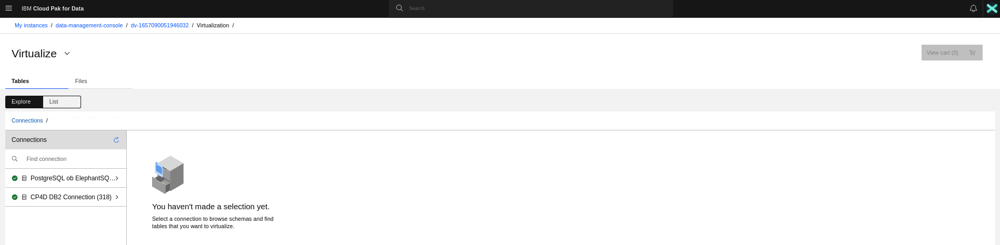 IBM Cloud Pak for Data
Search
My instances / data-management-console / dv-1657090051946032 / Virtualization /
Virtualize
View cart (0)
Tables Files
Explore List
Connections /
Connections
Find connection
PostgreSQL ob ElephantSQ…
CP4D DB2 Connection (318)
You haven't made a selection yet.
Select a connection to browse schemas and find
tables that you want to virtualize.